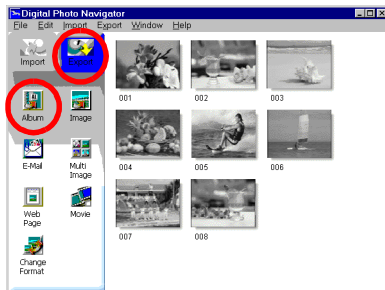 Digital Photo Navigator
File Edit Import Export Window Help
Import Export
Album Image
E-Mail Multi Image
Web Page Movie
Change Format
001 002 003
004 005 006
007 008